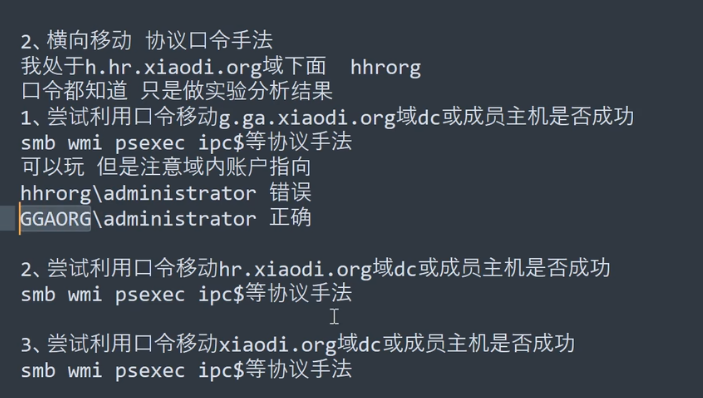 2、横向移动 协议口令手法
我处于h.hr.xiaodi.org域下面  hhrorg
口令都知道 只是做实验分析结果
1、尝试利用口令移动g.ga.xiaodi.org域dc或成员主机是否成功
smb wmi psexec ipc$等协议手法
可以玩 但是注意域内账户指向
hhrorg\administrator 错误
GGAORG\administrator 正确
2、尝试利用口令移动hr.xiaodi.org域dc或成员主机是否成功
smb wmi psexec ipc$等协议手法
3、尝试利用口令移动xiaodi.org域dc或成员主机是否成功
smb wmi psexec ipc$等协议手法